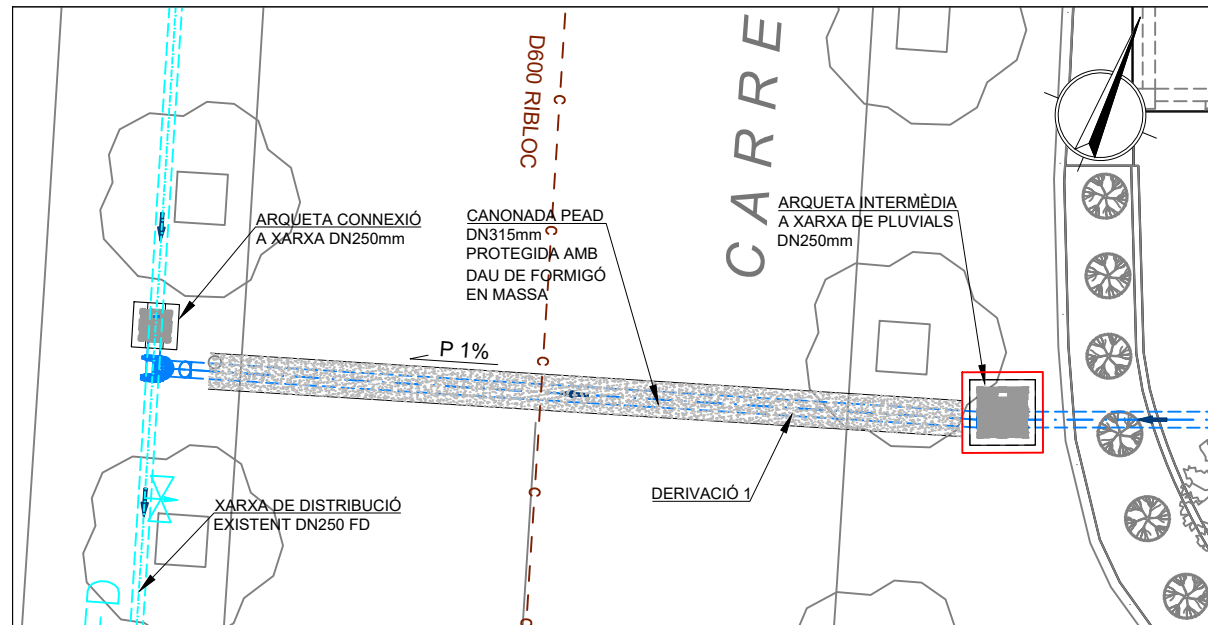 D600 RIBLOC
CARRE
ARQUETA CONNEXIÓ
A XARXA DN250mm
CANONADA PEAD
DN315mm
PROTEGIDA AMB
DAU DE FORMIGÓ
EN MASSA
ARQUETA INTERMÈDIA
A XARXA DE PLUVIALS
DN250mm
P 1%
DERIVACIÓ 1
XARXA DE DISTRIBUCIÓ
EXISTENT DN250 FD
C
C
C
C
C
C
D